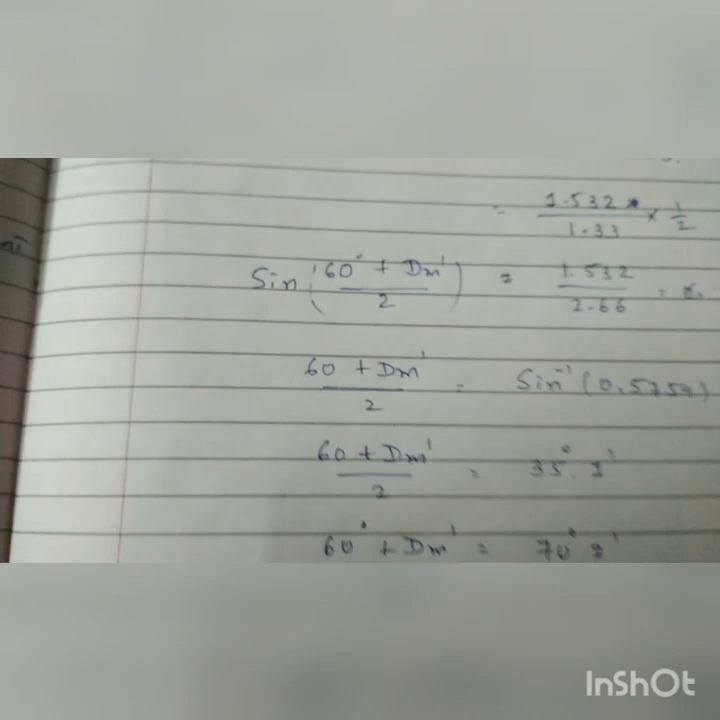 = 1.532 / 1.33 × 1/2
Sin (60° + Dm' / 2) = 1.532 / 2.66 =
60 + Dm' / 2 = Sin⁻¹ (0.5759)
60 + Dm' / 2 = 35°.1'
60° + Dm' = 70° 2'
InShOt